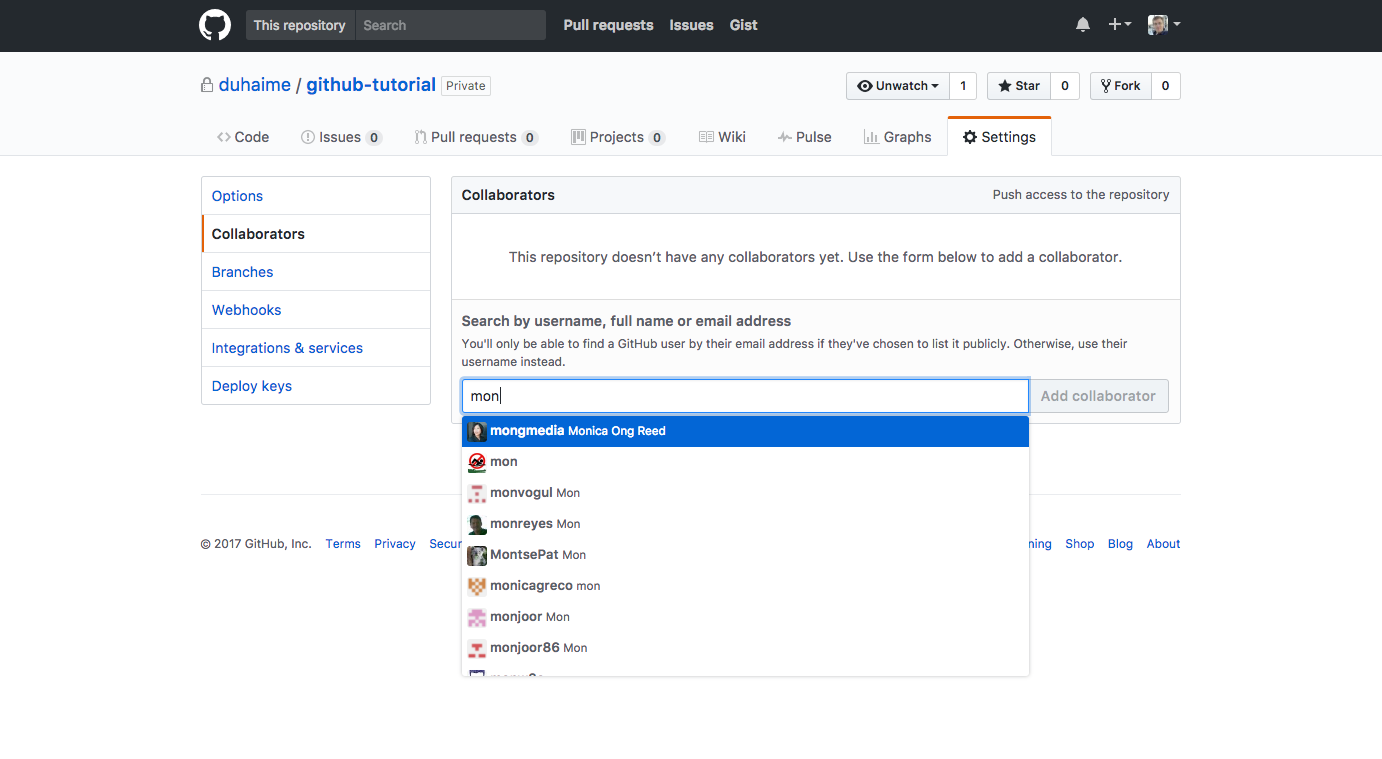 This repository Search Pull requests Issues Gist
duhaime / github-tutorial Private Unwatch 1 Star 0 Fork 0
Code Issues 0 Pull requests 0 Projects 0 Wiki Pulse Graphs Settings
Options
Collaborators
Branches
Webhooks
Integrations & services
Deploy keys
Collaborators Push access to the repository
This repository doesn’t have any collaborators yet. Use the form below to add a collaborator.
Search by username, full name or email address
You'll only be able to find a GitHub user by their email address if they've chosen to list it publicly. Otherwise, use their
username instead.
mon Add collaborator
mongmedia Monica Ong Reed
mon
monvogul Mon
monreyes Mon
MontsePat Mon
monicagreco mon
monjoor Mon
monjoor86 Mon
© 2017 GitHub, Inc. Terms Privacy Secur ning Shop Blog About